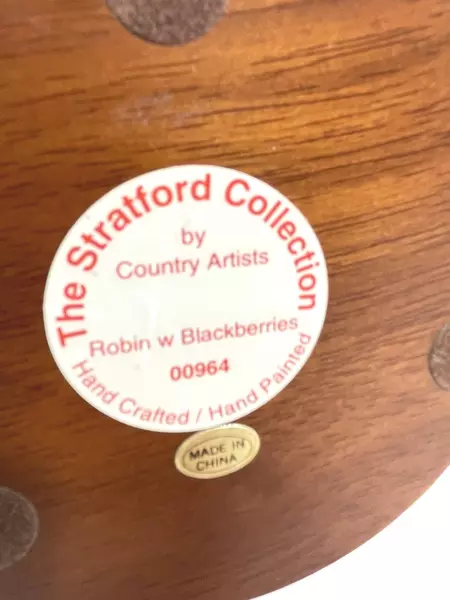 The Stratford Collection
by
Country Artists
Robin w Blackberries
00964
Hand Crafted / Hand Painted
MADE IN
CHINA